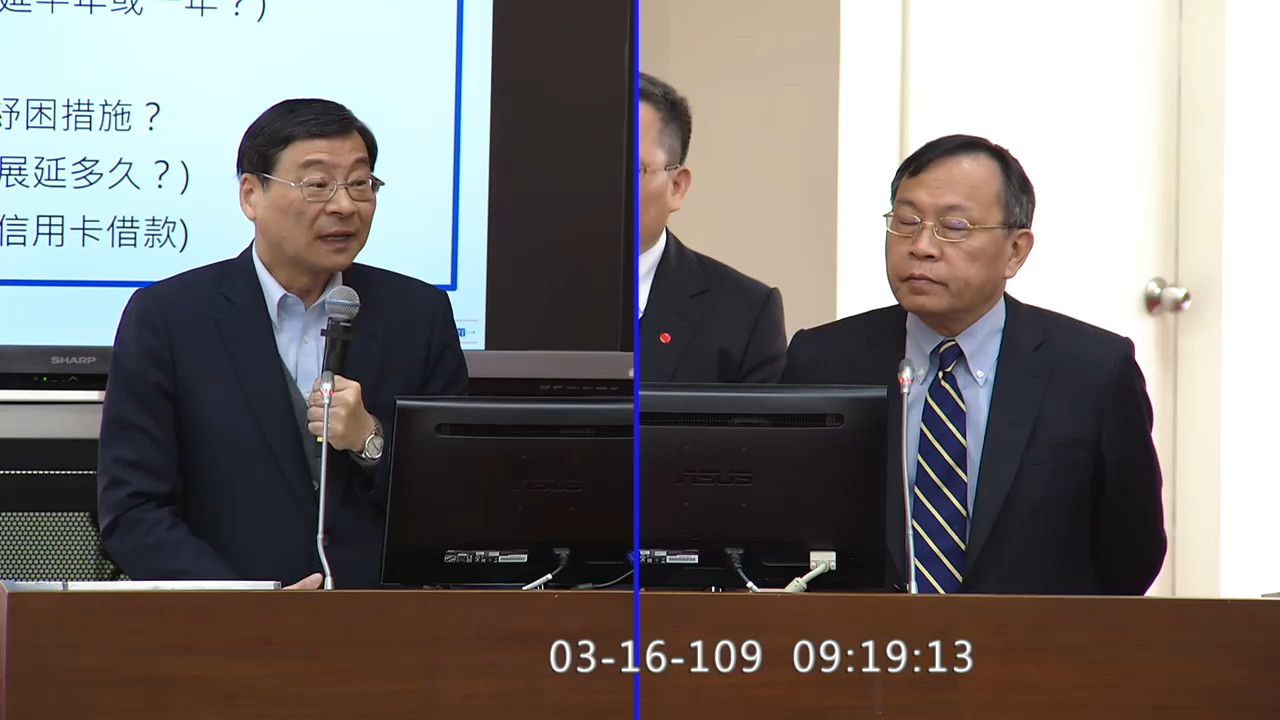 延半年或一年？)
紓困措施？
展延多久？)
信用卡借款)
SHARP
ASUS
ASUS
03-16-109 09:19:13